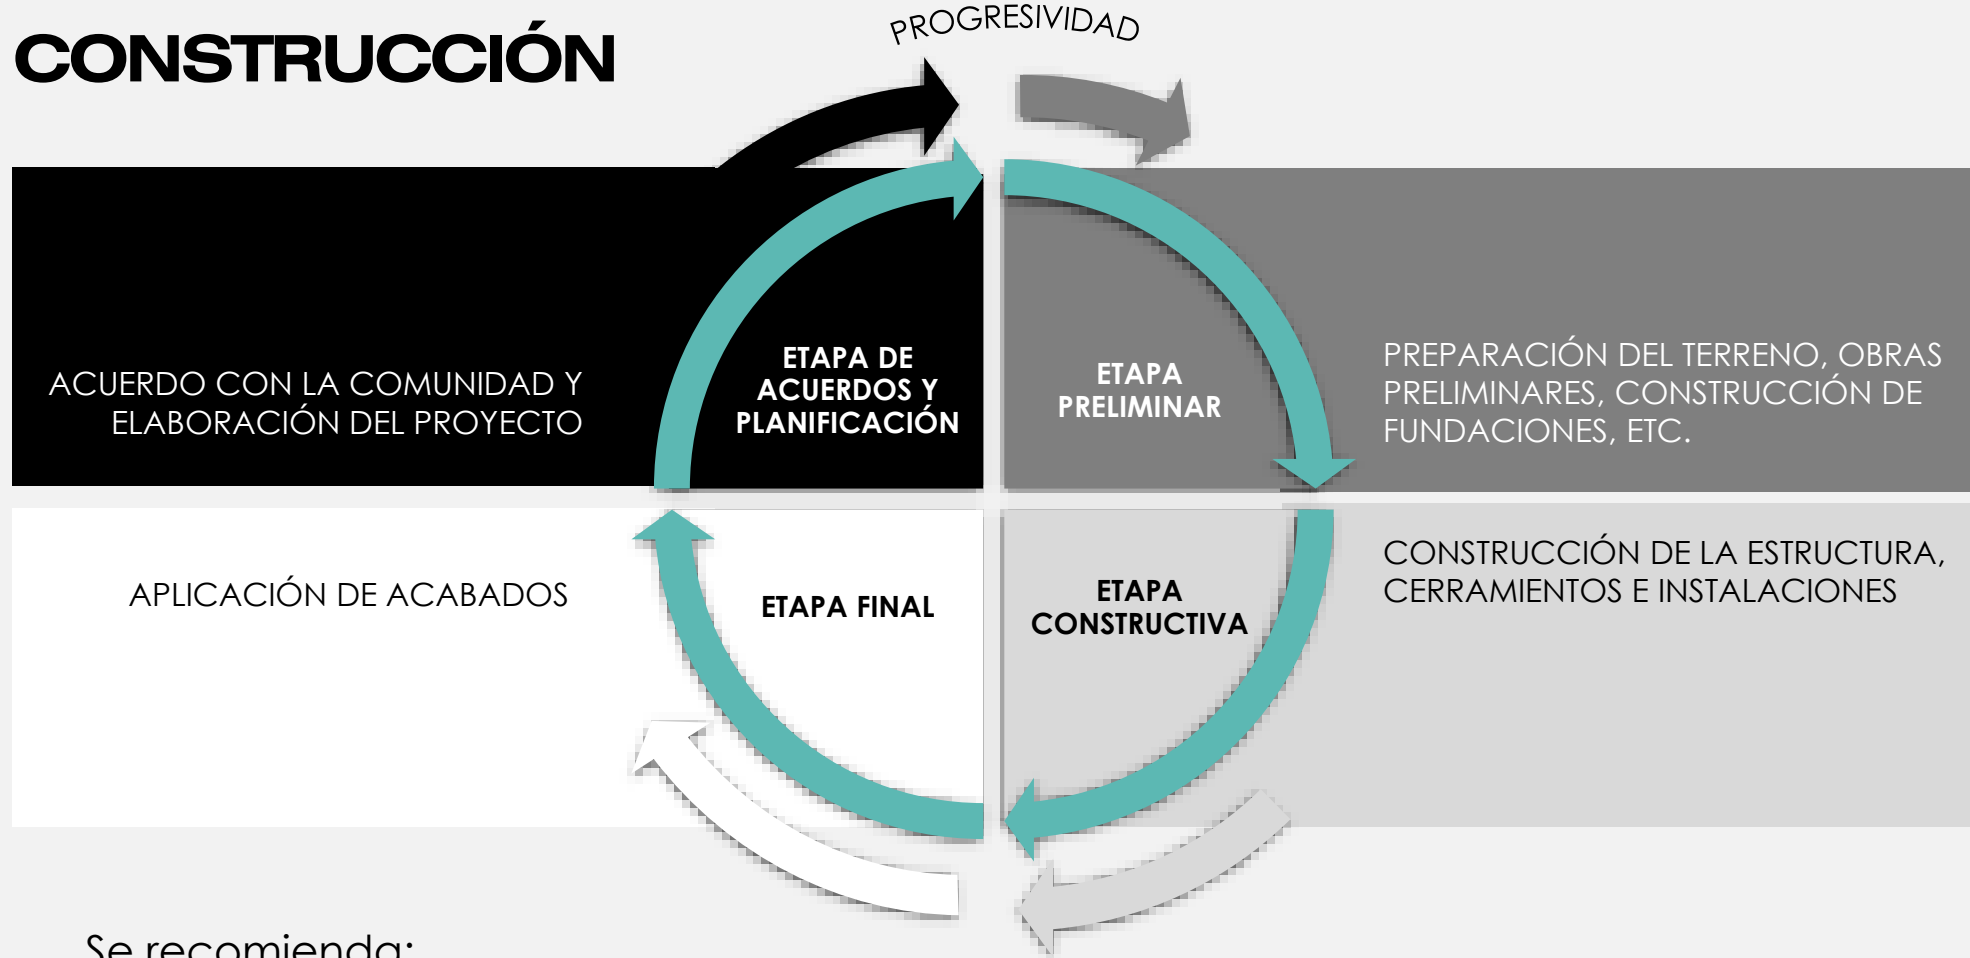 PROGRESIVIDAD
CONSTRUCCIÓN
ACUERDO CON LA COMUNIDAD Y
ELABORACIÓN DEL PROYECTO
ETAPA DE
ACUERDOS Y
PLANIFICACIÓN
ETAPA
PRELIMINAR
PREPARACIÓN DEL TERRENO, OBRAS
PRELIMINARES, CONSTRUCCIÓN DE
FUNDACIONES, ETC.
APLICACIÓN DE ACABADOS
ETAPA FINAL
ETAPA
CONSTRUCTIVA
CONSTRUCCIÓN DE LA ESTRUCTURA,
CERRAMIENTOS E INSTALACIONES
Se recomienda: